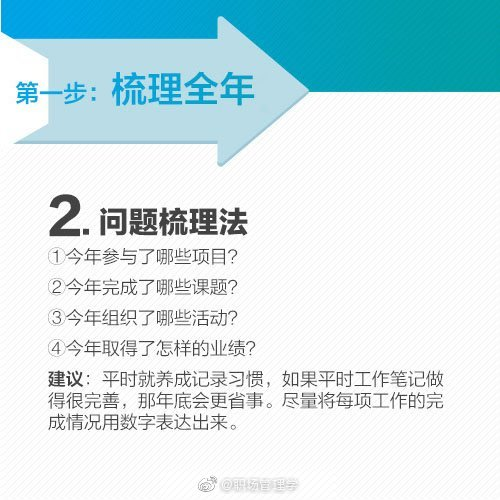 第一步：梳理全年
2. 问题梳理法
①今年参与了哪些项目？
②今年完成了哪些课题？
③今年组织了哪些活动？
④今年取得了怎样的业绩？
建议：平时就养成记录习惯，如果平时工作笔记做
得很完善，那年底会更省事。尽量将每项工作的完
成情况用数字表达出来。
@职场管理学